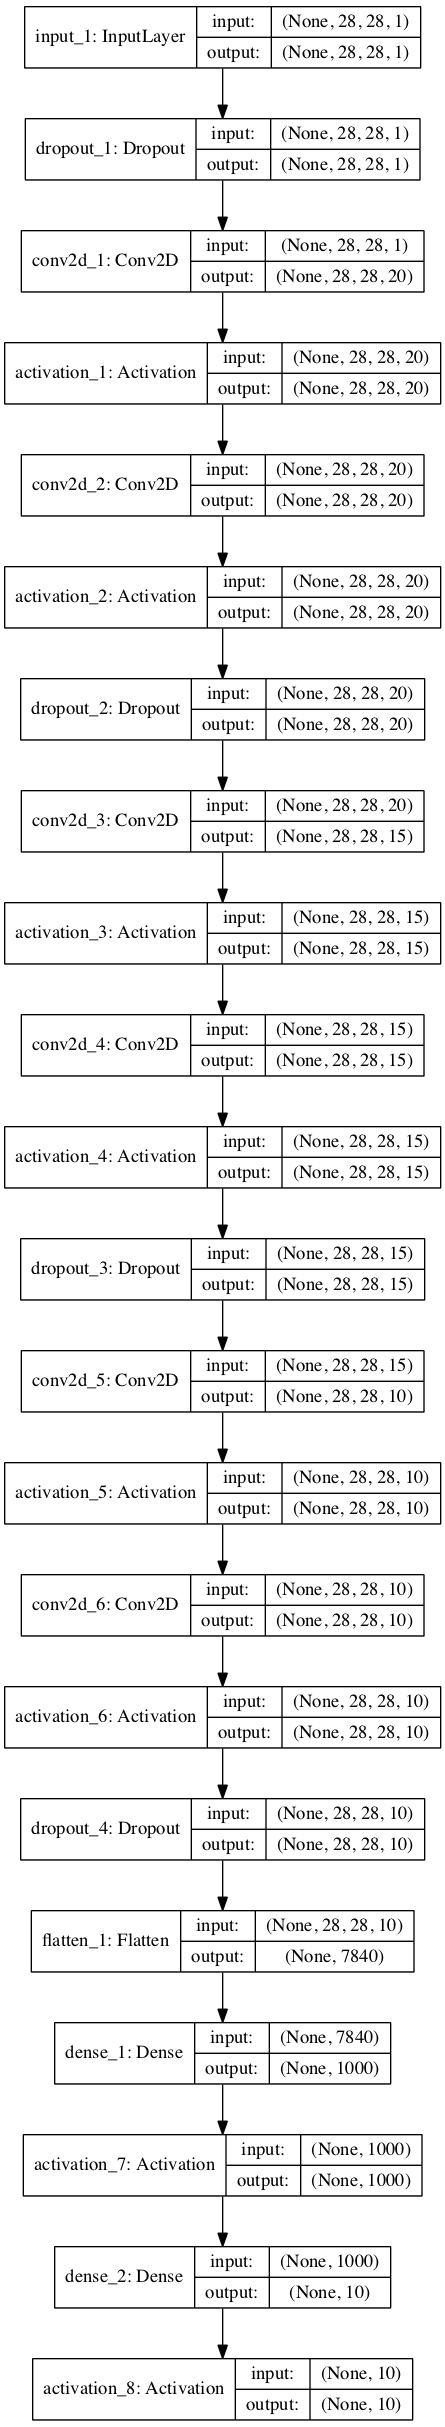 input_1: InputLayer
input: (None, 28, 28, 1)
output: (None, 28, 28, 1)
dropout_1: Dropout
input: (None, 28, 28, 1)
output: (None, 28, 28, 1)
conv2d_1: Conv2D
input: (None, 28, 28, 1)
output: (None, 28, 28, 20)
activation_1: Activation
input: (None, 28, 28, 20)
output: (None, 28, 28, 20)
conv2d_2: Conv2D
input: (None, 28, 28, 20)
output: (None, 28, 28, 20)
activation_2: Activation
input: (None, 28, 28, 20)
output: (None, 28, 28, 20)
dropout_2: Dropout
input: (None, 28, 28, 20)
output: (None, 28, 28, 20)
conv2d_3: Conv2D
input: (None, 28, 28, 20)
output: (None, 28, 28, 15)
activation_3: Activation
input: (None, 28, 28, 15)
output: (None, 28, 28, 15)
conv2d_4: Conv2D
input: (None, 28, 28, 15)
output: (None, 28, 28, 15)
activation_4: Activation
input: (None, 28, 28, 15)
output: (None, 28, 28, 15)
dropout_3: Dropout
input: (None, 28, 28, 15)
output: (None, 28, 28, 15)
conv2d_5: Conv2D
input: (None, 28, 28, 15)
output: (None, 28, 28, 10)
activation_5: Activation
input: (None, 28, 28, 10)
output: (None, 28, 28, 10)
conv2d_6: Conv2D
input: (None, 28, 28, 10)
output: (None, 28, 28, 10)
activation_6: Activation
input: (None, 28, 28, 10)
output: (None, 28, 28, 10)
dropout_4: Dropout
input: (None, 28, 28, 10)
output: (None, 28, 28, 10)
flatten_1: Flatten
input: (None, 28, 28, 10)
output: (None, 7840)
dense_1: Dense
input: (None, 7840)
output: (None, 1000)
activation_7: Activation
input: (None, 1000)
output: (None, 1000)
dense_2: Dense
input: (None, 1000)
output: (None, 10)
activation_8: Activation
input: (None, 10)
output: (None, 10)